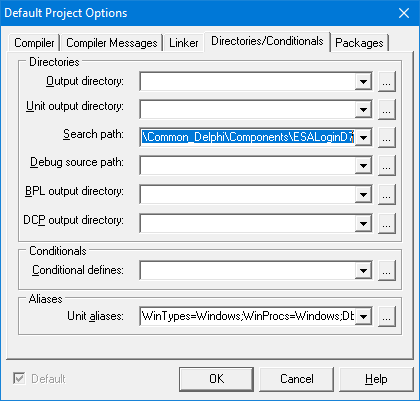 Default Project Options
Compiler Compiler Messages Linker Directories/Conditionals Packages
Directories
Output directory: ...
Unit output directory: ...
Search path: \Common_Delphi\Components\ESALoginD7 ...
Debug source path: ...
BPL output directory: ...
DCP output directory: ...
Conditionals
Conditional defines: ...
Aliases
Unit aliases: WinTypes=Windows;WinProcs=Windows;DbE ...
Default OK Cancel Help